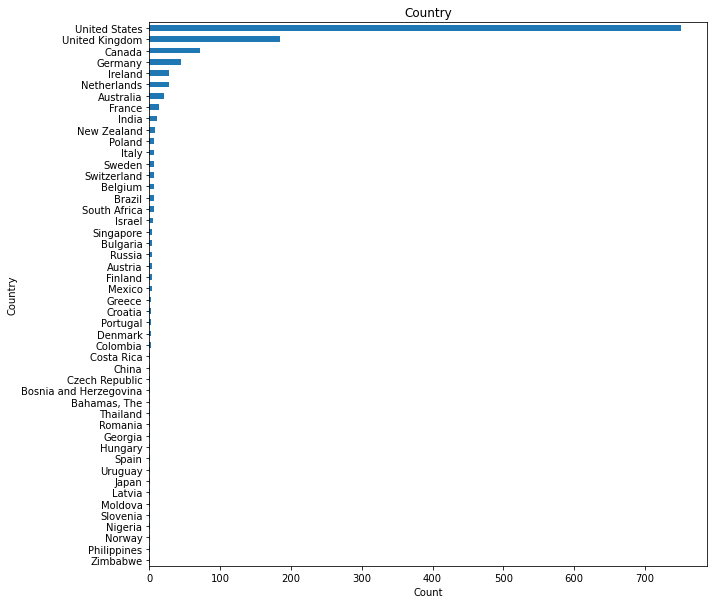 Country
United States
United Kingdom
Canada
Germany
Ireland
Netherlands
Australia
France
India
New Zealand
Poland
Italy
Sweden
Switzerland
Belgium
Brazil
South Africa
Israel
Singapore
Bulgaria
Russia
Austria
Finland
Mexico
Greece
Croatia
Portugal
Denmark
Colombia
Costa Rica
China
Czech Republic
Bosnia and Herzegovina
Bahamas, The
Thailand
Romania
Georgia
Hungary
Spain
Uruguay
Japan
Latvia
Moldova
Slovenia
Nigeria
Norway
Philippines
Zimbabwe
Country
0 100 200 300 400 500 600 700
Count